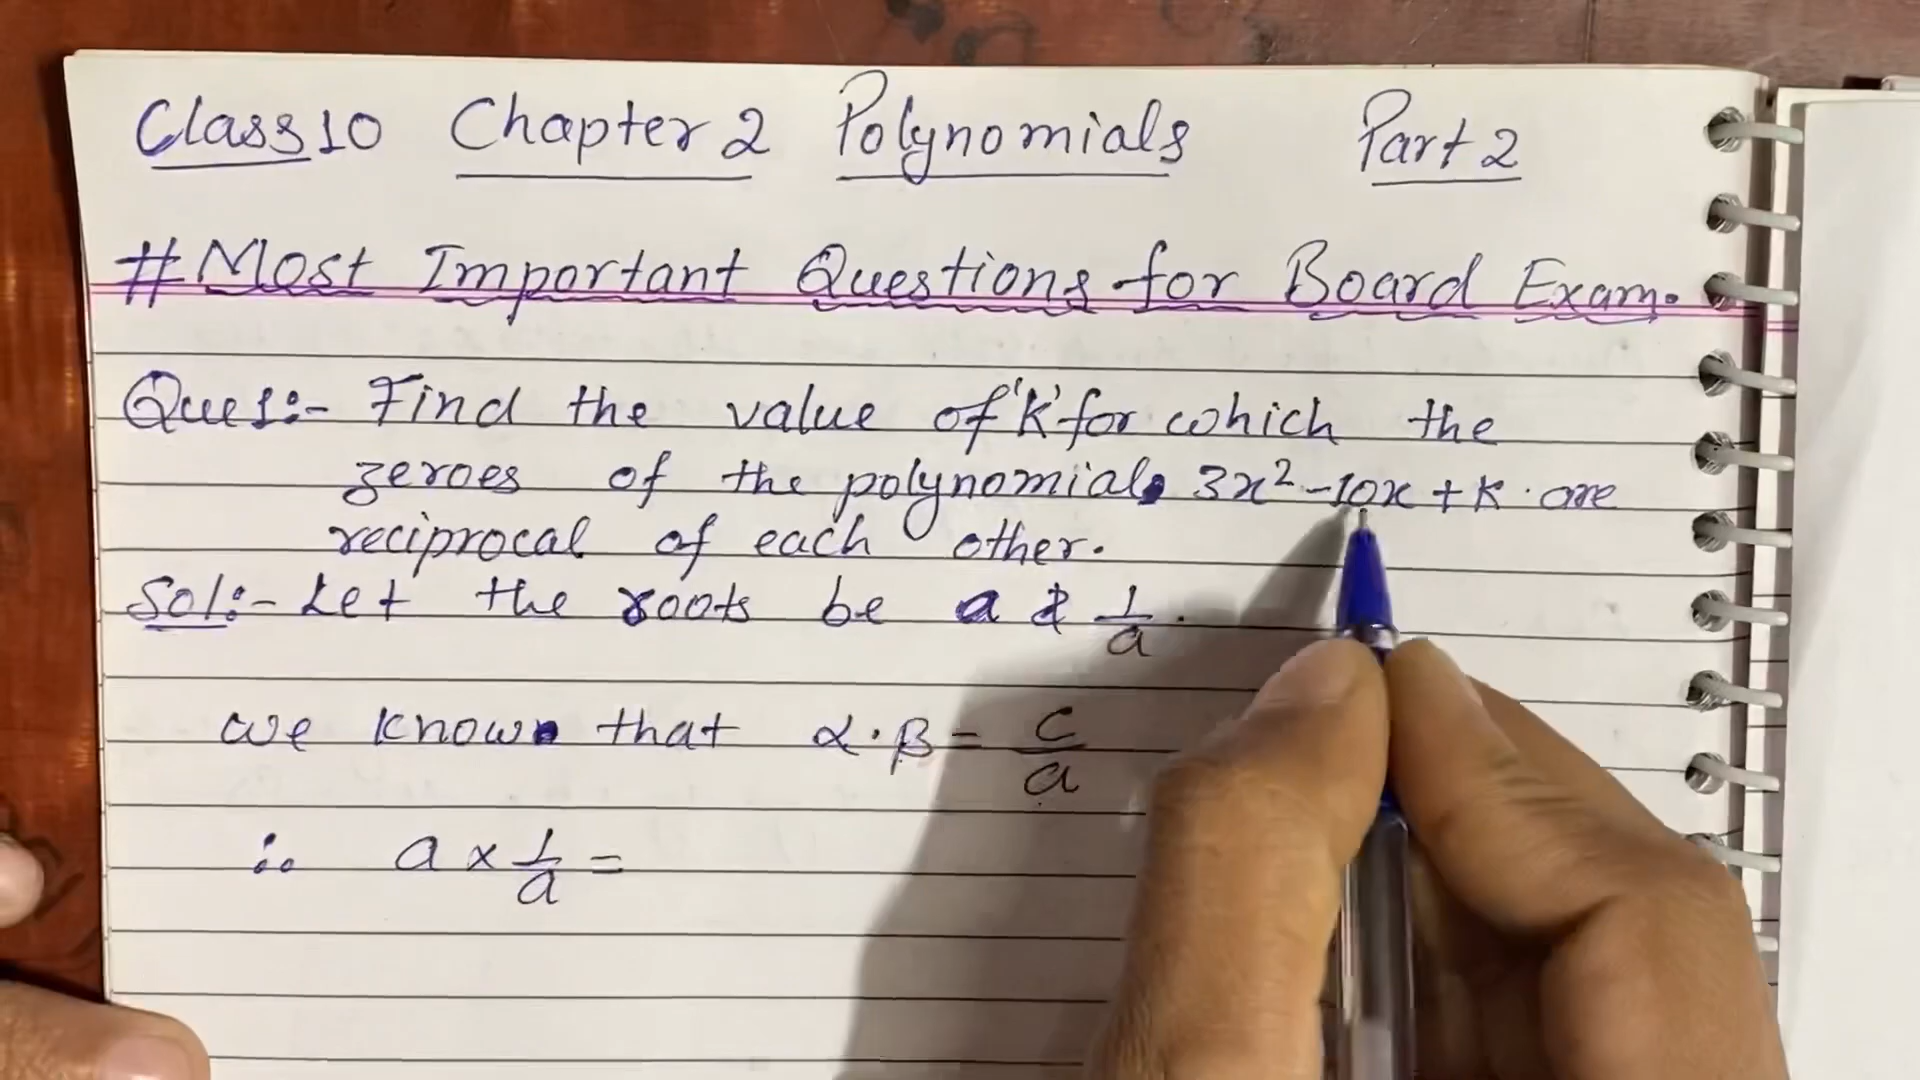 Class 10 Chapter 2 Polynomials Part 2
# Most Important Questions for Board Exam.
Ques:- Find the value of 'K' for which the
zeroes of the polynomial 3x² - 10x + K. are
reciprocal of each other.
Sol:- Let the roots be a & 1/a.
we know that α·β = c/a
∴ a × 1/a =